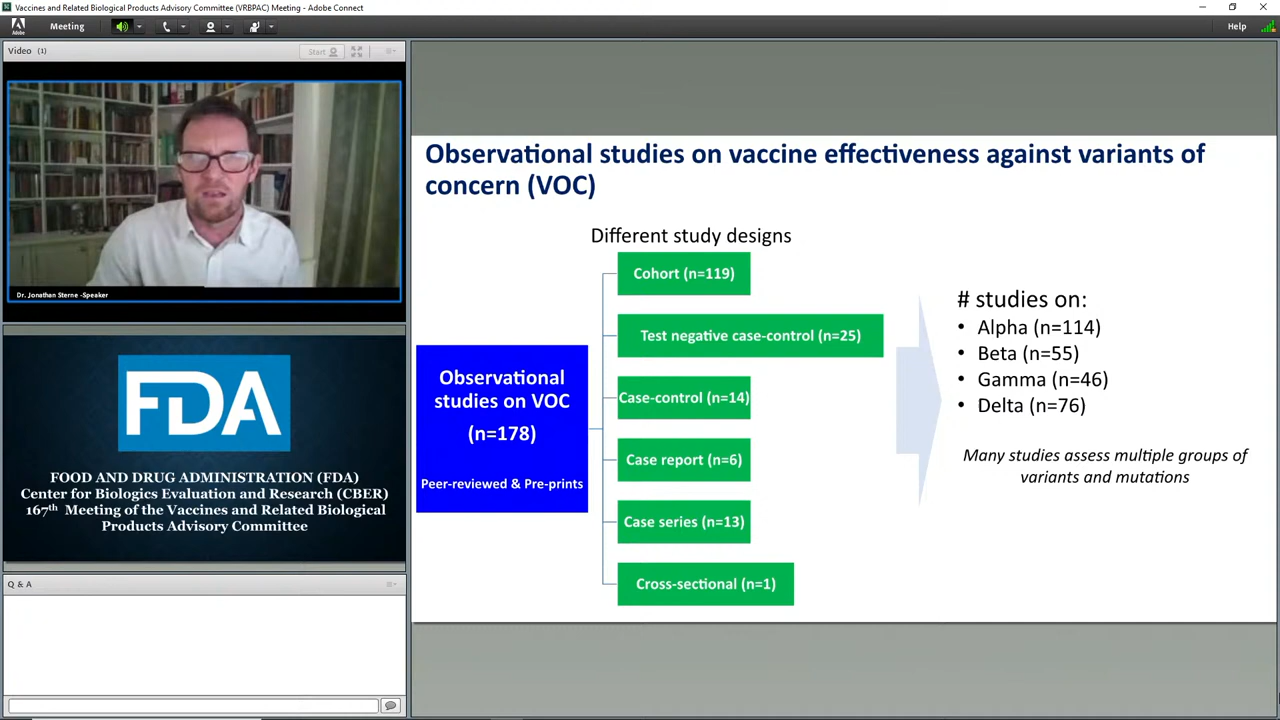 Vaccines and Related Biological Products Advisory Committee (VRBPAC) Meeting - Adobe Connect
Adobe
Meeting
Help
Video (1)
Start
Dr. Jonathan Sterne -Speaker
FDA
FOOD AND DRUG ADMINISTRATION (FDA)
Center for Biologics Evaluation and Research (CBER)
167th Meeting of the Vaccines and Related Biological
Products Advisory Committee
Q & A
Observational studies on vaccine effectiveness against variants of
concern (VOC)
Different study designs
Observational
studies on VOC
(n=178)
Peer-reviewed & Pre-prints
Cohort (n=119)
Test negative case-control (n=25)
Case-control (n=14)
Case report (n=6)
Case series (n=13)
Cross-sectional (n=1)
# studies on:
• Alpha (n=114)
• Beta (n=55)
• Gamma (n=46)
• Delta (n=76)
Many studies assess multiple groups of
variants and mutations